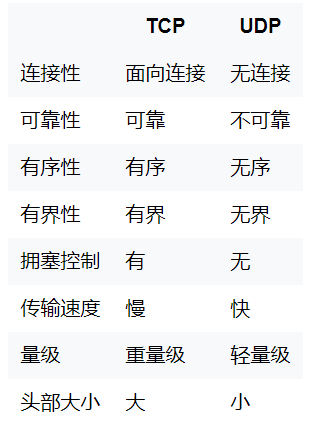 TCP UDP
连接性 面向连接 无连接
可靠性 可靠 不可靠
有序性 有序 无序
有界性 有界 无界
拥塞控制 有 无
传输速度 慢 快
量级 重量级 轻量级
头部大小 大 小